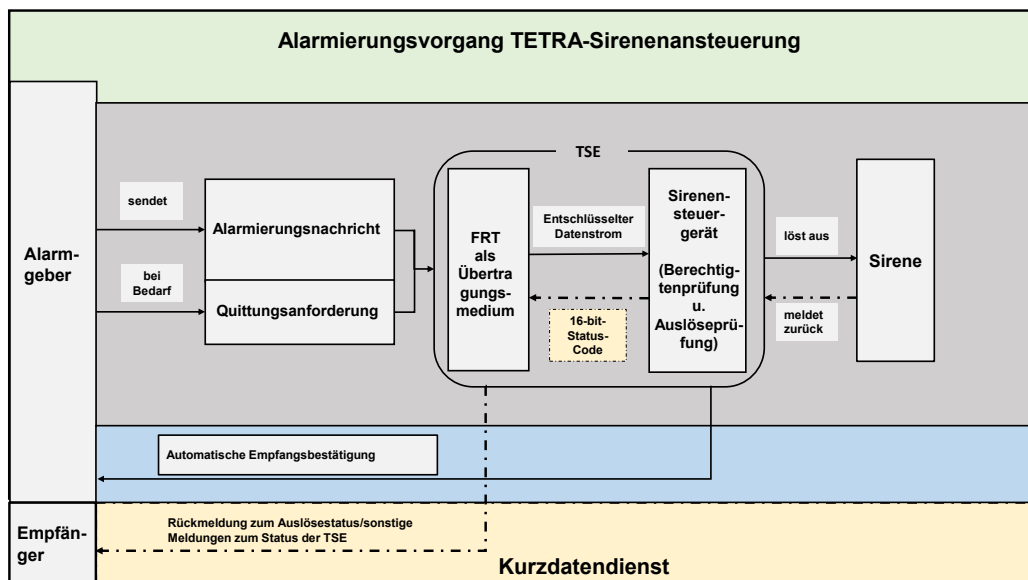 Alarmierungsvorgang TETRA-Sirenenansteuerung
Alarm-
geber
sendet
bei
Bedarf
Alarmierungsnachricht
Quittungsanforderung
TSE
FRT
als
Übertra
gungs-
medium
Entschlüsselter
Datenstrom
16-bit-
Status-
Code
Sirenen-
steuer-
gerät
(Berechtig-
tenprüfung
u.
Auslöseprü-
fung)
löst aus
meldet
zurück
Sirene
Automatische Empfangsbestätigung
Empfän-
ger
Rückmeldung zum Auslösestatus/sonstige
Meldungen zum Status der TSE
Kurzdatendienst